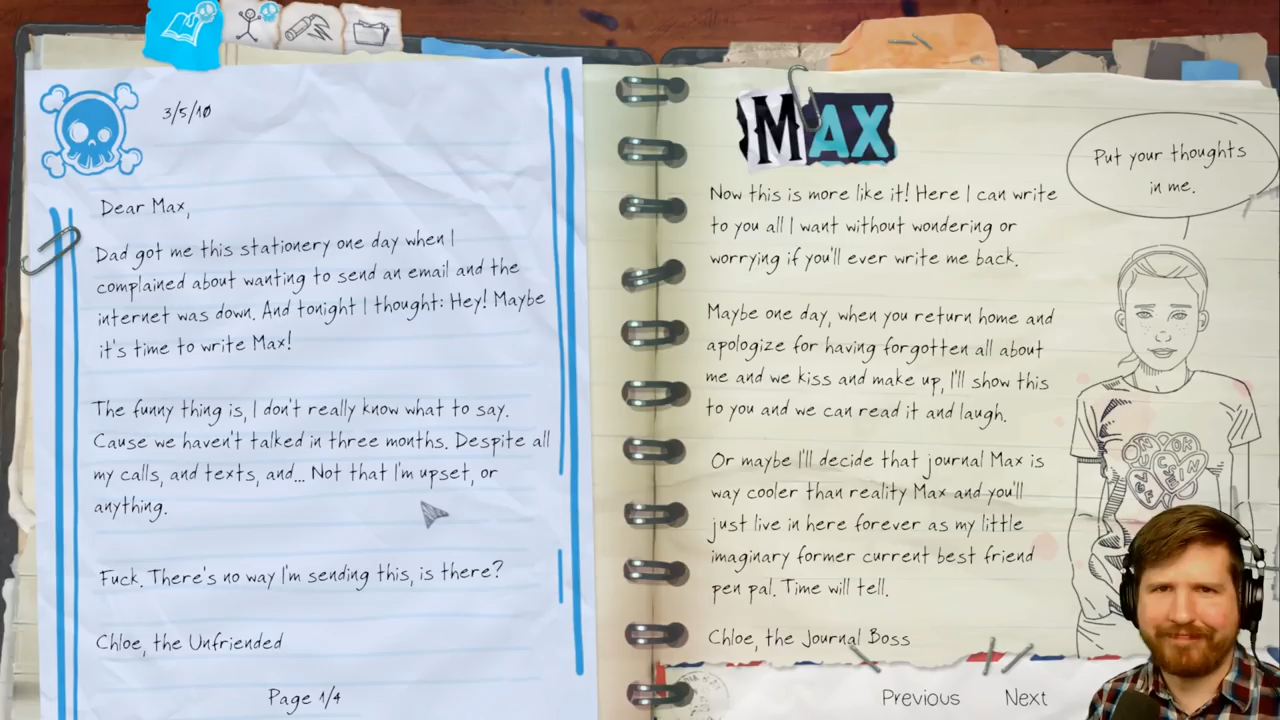 3/5/10
Dear Max,
Dad got me this stationery one day when I
complained about wanting to send an email and the
internet was down. And tonight I thought: Hey! Maybe
it's time to write Max!
The funny thing is, I don't really know what to say.
Cause we haven't talked in three months. Despite all
my calls, and texts, and... Not that I'm upset, or
anything.
Fuck. There's no way I'm sending this, is there?
Chloe, the Unfriended
Page 1/4
MAX
Now this is more like it! Here I can write
to you all I want without wondering or
worrying if you'll ever write me back.
Maybe one day, when you return home and
apologize for having forgotten all about
me and we kiss and make up, I'll show this
to you and we can read it and laugh.
Or maybe I'll decide that journal Max is
way cooler than reality Max and you'll
just live in here forever as my little
imaginary former current best friend
pen pal. Time will tell.
Chloe, the Journal Boss
Put your thoughts
in me.
Previous
Next